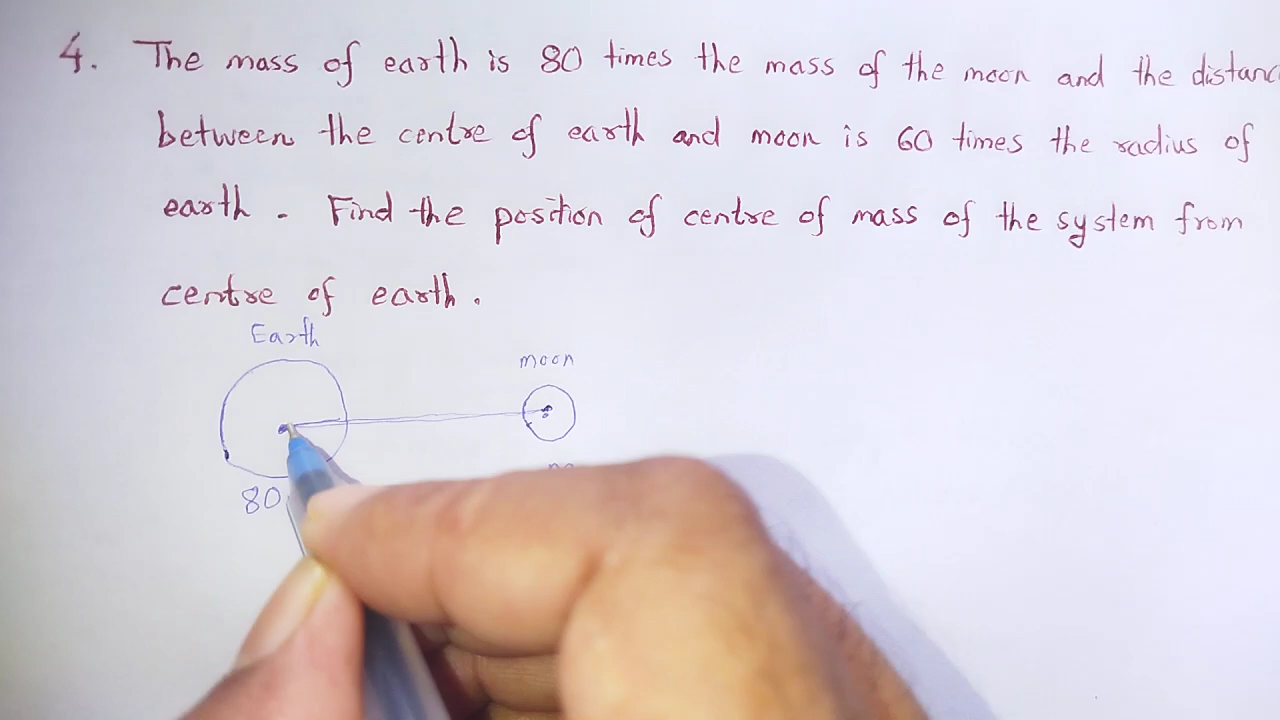 4. The mass of earth is 80 times the mass of the moon and the distanc
between the centre of earth and moon is 60 times the radius of
earth. Find the position of centre of mass of the system from
centre of earth.
Earth
moon
80